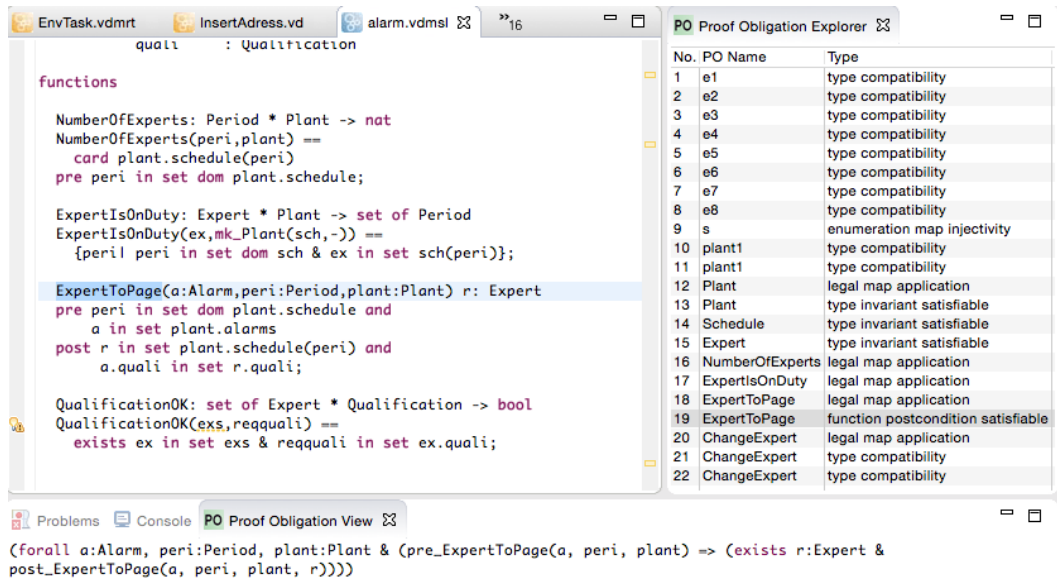 EnvTask.vdmrt
InsertAdress.vd
alarm.vdmsl
»16
quali : Qualification
functions
NumberOfExperts: Period * Plant -> nat
NumberOfExperts(peri,plant) ==
card plant.schedule(peri)
pre peri in set dom plant.schedule;
ExpertIsOnDuty: Expert * Plant -> set of Period
ExpertIsOnDuty(ex,mk_Plant(sch,-)) ==
{peri| peri in set dom sch & ex in set sch(peri)};
ExpertToPage(a:Alarm,peri:Period,plant:Plant) r: Expert
pre peri in set dom plant.schedule and
a in set plant.alarms
post r in set plant.schedule(peri) and
a.quali in set r.quali;
QualificationOK: set of Expert * Qualification -> bool
QualificationOK(exs,reqquali) ==
exists ex in set exs & reqquali in set ex.quali;
PO Proof Obligation Explorer
No. PO Name Type
1 e1 type compatibility
2 e2 type compatibility
3 e3 type compatibility
4 e4 type compatibility
5 e5 type compatibility
6 e6 type compatibility
7 e7 type compatibility
8 e8 type compatibility
9 s enumeration map injectivity
10 plant1 type compatibility
11 plant1 type compatibility
12 Plant legal map application
13 Plant type invariant satisfiable
14 Schedule type invariant satisfiable
15 Expert type invariant satisfiable
16 NumberOfExperts legal map application
17 ExpertIsOnDuty legal map application
18 ExpertToPage legal map application
19 ExpertToPage function postcondition satisfiable
20 ChangeExpert legal map application
21 ChangeExpert type compatibility
22 ChangeExpert type compatibility
Problems
Console
PO Proof Obligation View
(forall a:Alarm, peri:Period, plant:Plant & (pre_ExpertToPage(a, peri, plant) => (exists r:Expert &
post_ExpertToPage(a, peri, plant, r))))